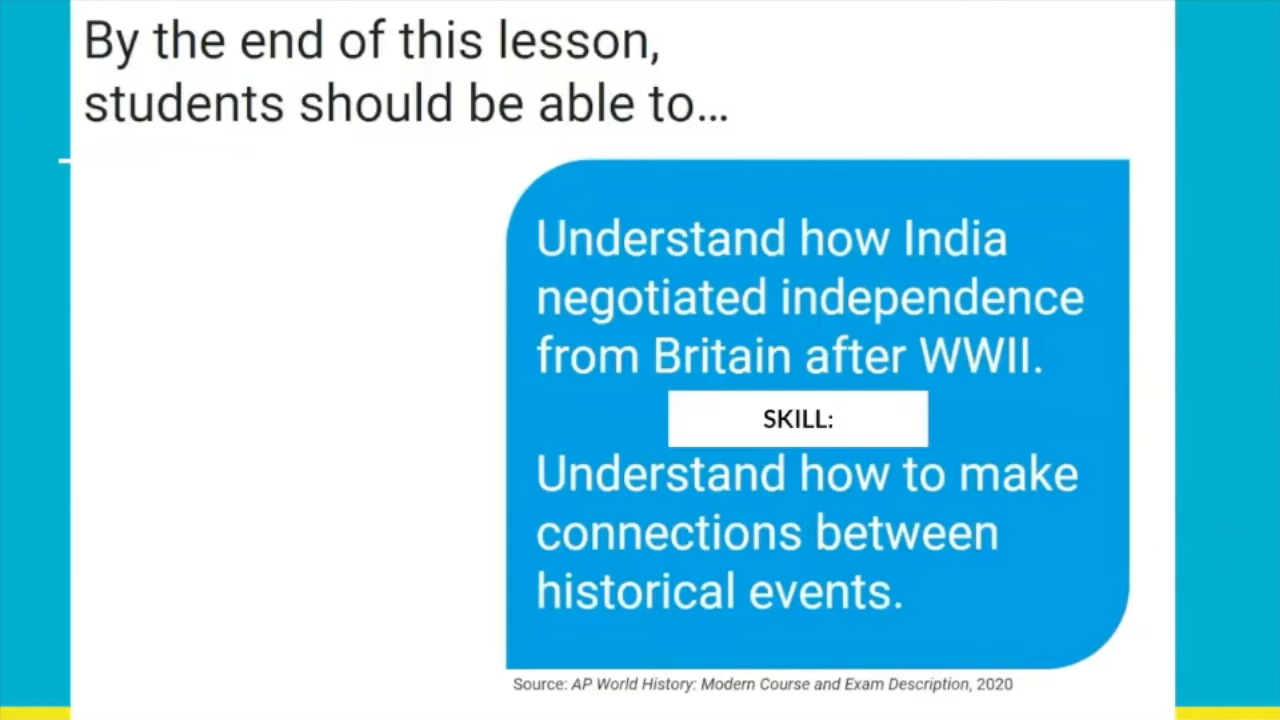 By the end of this lesson,
students should be able to…
Understand how India
negotiated independence
from Britain after WWII.
SKILL:
Understand how to make
connections between
historical events.
Source: AP World History: Modern Course and Exam Description, 2020